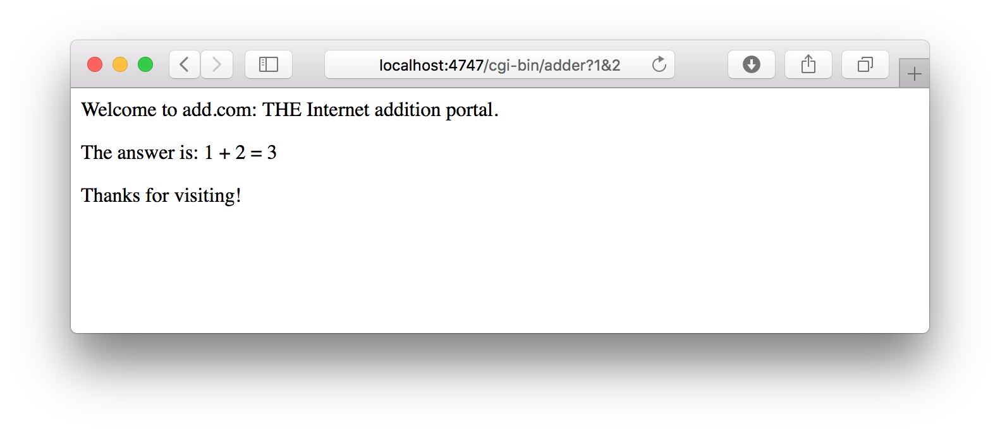 localhost:4747/cgi-bin/adder?1&2
Welcome to add.com: THE Internet addition portal.
The answer is: 1 + 2 = 3
Thanks for visiting!